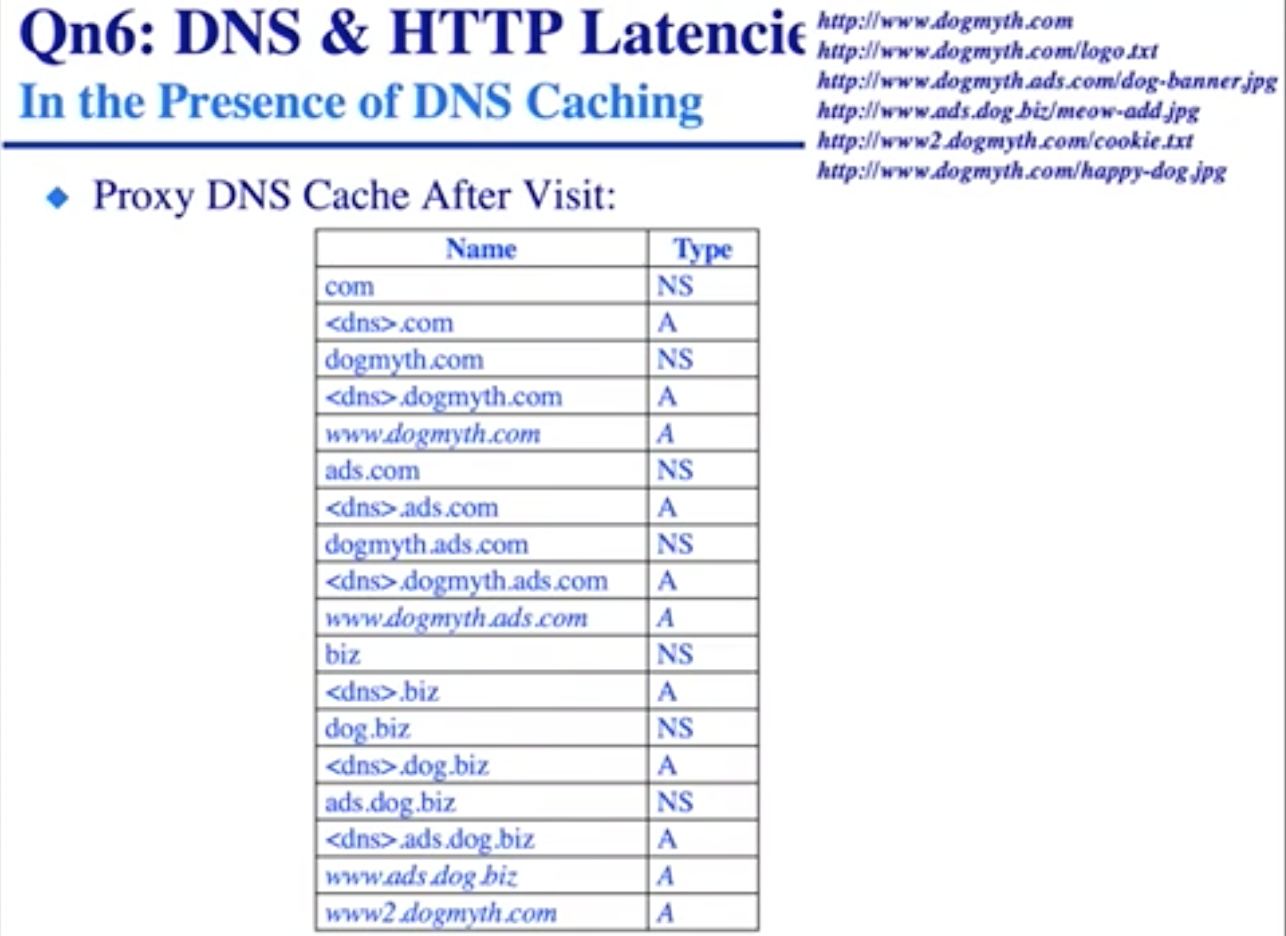 Qn6: DNS & HTTP Latencie
In the Presence of DNS Caching
http://www.dogmyth.com
http://www.dogmyth.com/logo.txt
http://www.dogmyth.ads.com/dog-banner.jpg
http://www.ads.dog.biz/meow-add.jpg
http://www2.dogmyth.com/cookie.txt
http://www.dogmyth.com/happy-dog.jpg
◆ Proxy DNS Cache After Visit:
Name Type
com NS
<dns>.com A
dogmyth.com NS
<dns>.dogmyth.com A
www.dogmyth.com A
ads.com NS
<dns>.ads.com A
dogmyth.ads.com NS
<dns>.dogmyth.ads.com A
www.dogmyth.ads.com A
biz NS
<dns>.biz A
dog.biz NS
<dns>.dog.biz A
ads.dog.biz NS
<dns>.ads.dog.biz A
www.ads.dog.biz A
www2.dogmyth.com A